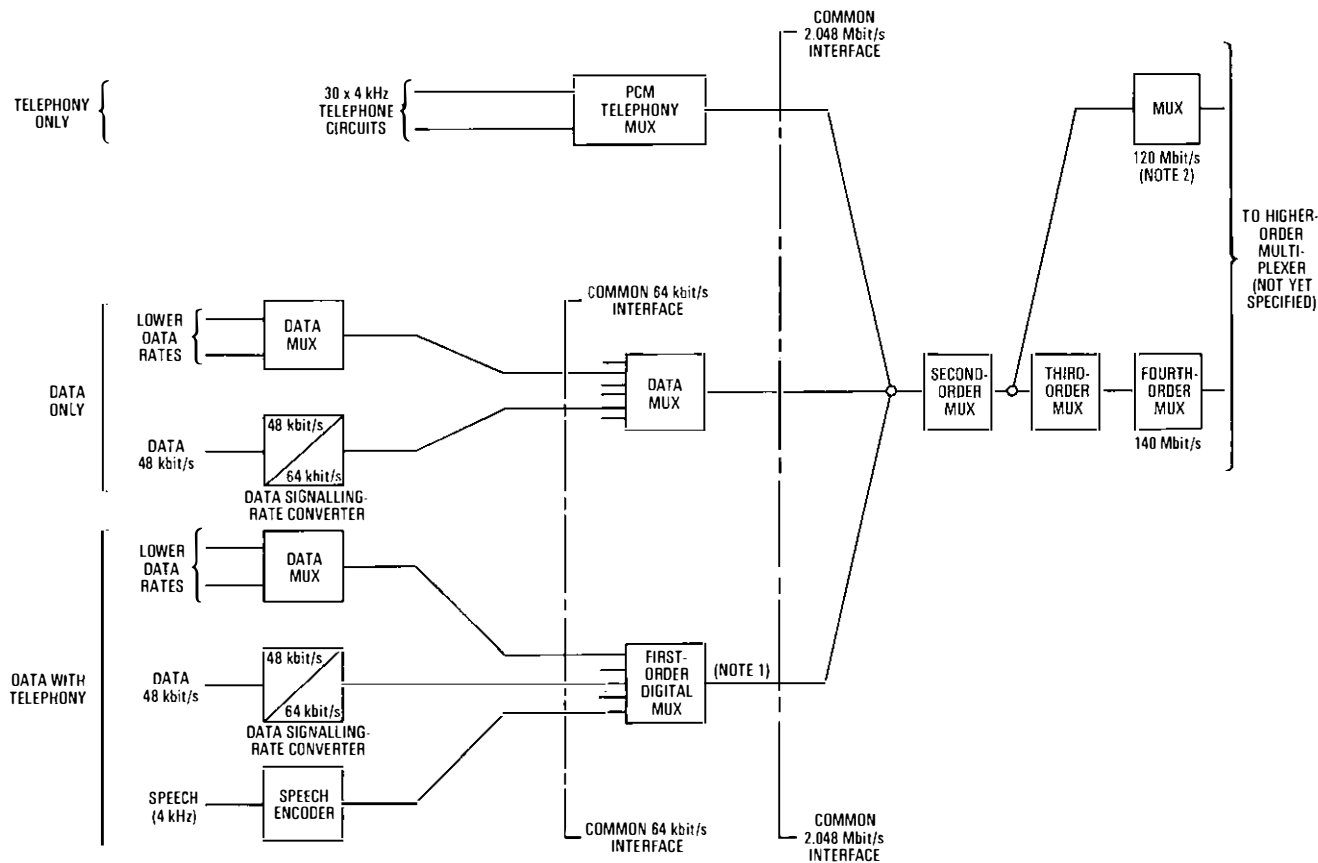 COMMON
2.048 Mbit/s
INTERFACE
TELEPHONY
ONLY
30 x 4 kHz
TELEPHONE
CIRCUITS
PCM
TELEPHONY
MUX
MUX
120 Mbit/s
(NOTE 2)
TO HIGHER-
ORDER
MULTI-
PLEXER
(NOT YET
SPECIFIED)
COMMON 64 kbit/s
INTERFACE
DATA
ONLY
LOWER
DATA
RATES
DATA
MUX
DATA
MUX
SECOND-
ORDER
MUX
THIRD-
ORDER
MUX
FOURTH-
ORDER
MUX
140 Mbit/s
DATA
48 kbit/s
48 kbit/s
64 kbit/s
DATA SIGNALLING-
RATE CONVERTER
DATA WITH
TELEPHONY
LOWER
DATA
RATES
DATA
MUX
DATA
48 kbit/s
48 kbit/s
64 kbit/s
DATA SIGNALLING-
RATE CONVERTER
FIRST-
ORDER
DIGITAL
MUX
(NOTE 1)
SPEECH
(4 kHz)
SPEECH
ENCODER
COMMON 64 kbit/s
INTERFACE
COMMON
2.048 Mbit/s
INTERFACE